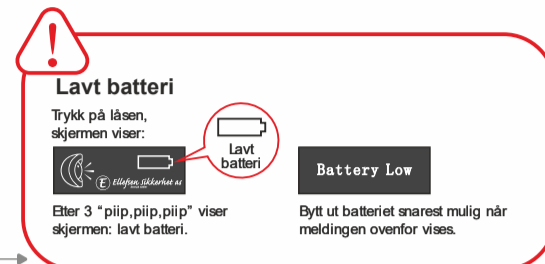 Lavt batteri
Trykk på låsen,
skjermen viser:
Lavt
batteri
E Ellefsen Sikkerhet as
Battery Low
Etter 3 “piip,piip,piip” viser
skjermen: lavt batteri.
Bytt ut batteriet snarest mulig når
meldingen ovenfor vises.